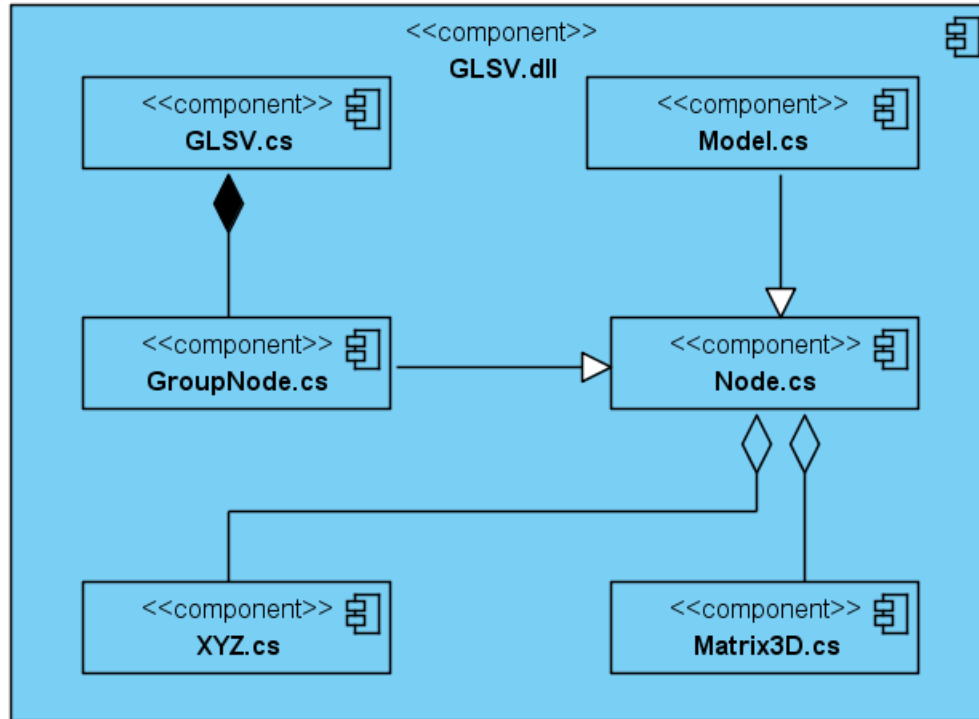 <<component>>
GLSV.dll
<<component>>
GLSV.cs
<<component>>
Model.cs
<<component>>
GroupNode.cs
<<component>>
Node.cs
<<component>>
XYZ.cs
<<component>>
Matrix3D.cs